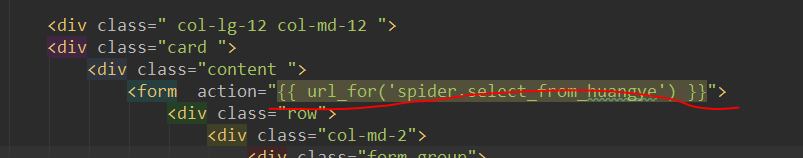 <div class=" col-lg-12 col-md-12 ">
<div class="card ">
<div class="content ">
<form  action="{{ url_for('spider.select_from_huangye') }}">
<div class="row">
<div class="col-md-2">
<div class="form-group">